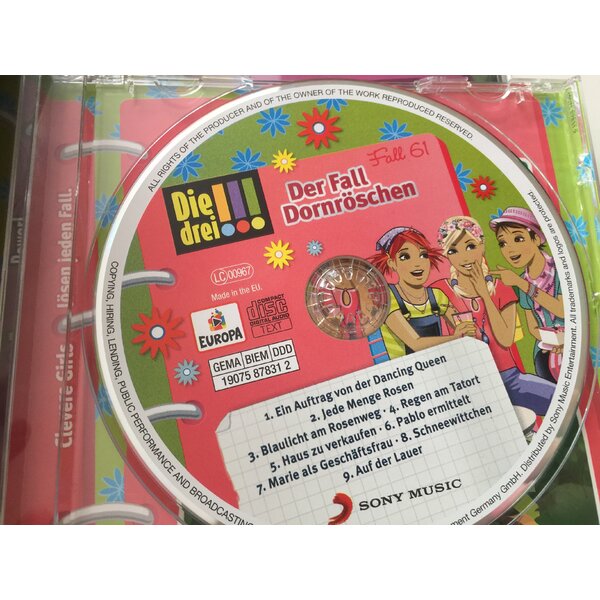 ALL RIGHTS OF THE PRODUCER AND OF THE OWNER OF THE WORK REPRODUCED RESERVED.
Fall 61
Die drei !!!
Der Fall
Dornröschen
LC 00967
Made in the EU.
EUROPA
COMPACT
disc
DIGITAL AUDIO
TEXT
GEMA BIEM DDD
19075 87831 2
1. Ein Auftrag von der Dancing Queen
2. Jede Menge Rosen
3. Blaulicht am Rosenweg · 4. Regen am Tatort
5. Haus zu verkaufen · 6. Pablo ermittelt
7. Marie als Geschäftsfrau · 8. Schneewittchen
9. Auf der Lauer
SONY MUSIC
COPYING, HIRING, LENDING, PUBLIC PERFORMANCE AND BROADCASTING
Germany GmbH. Distributed by Sony Music Entertainment. All trademarks and logos are protected.
Clevere Girls lösen jeden Fall.